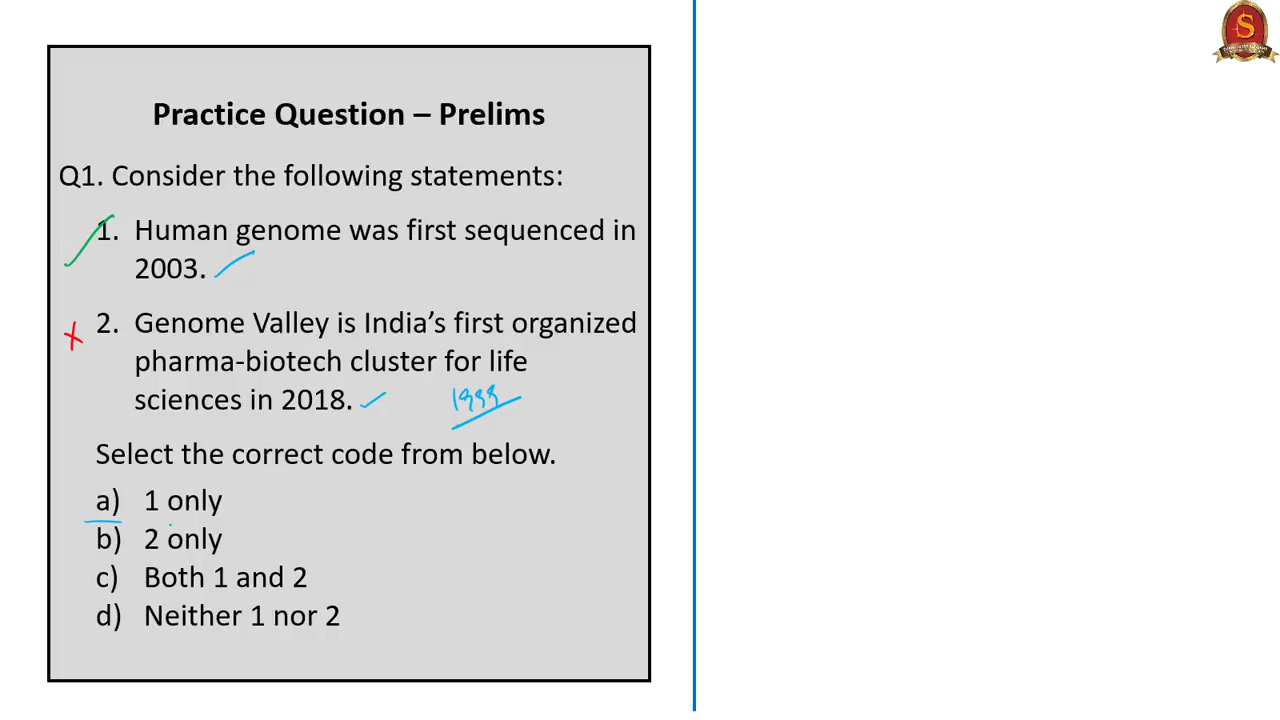 Practice Question – Prelims
Q1. Consider the following statements:
1. Human genome was first sequenced in
2003.
2. Genome Valley is India’s first organized
pharma-biotech cluster for life
sciences in 2018.
1999
Select the correct code from below.
a) 1 only
b) 2 only
c) Both 1 and 2
d) Neither 1 nor 2
S